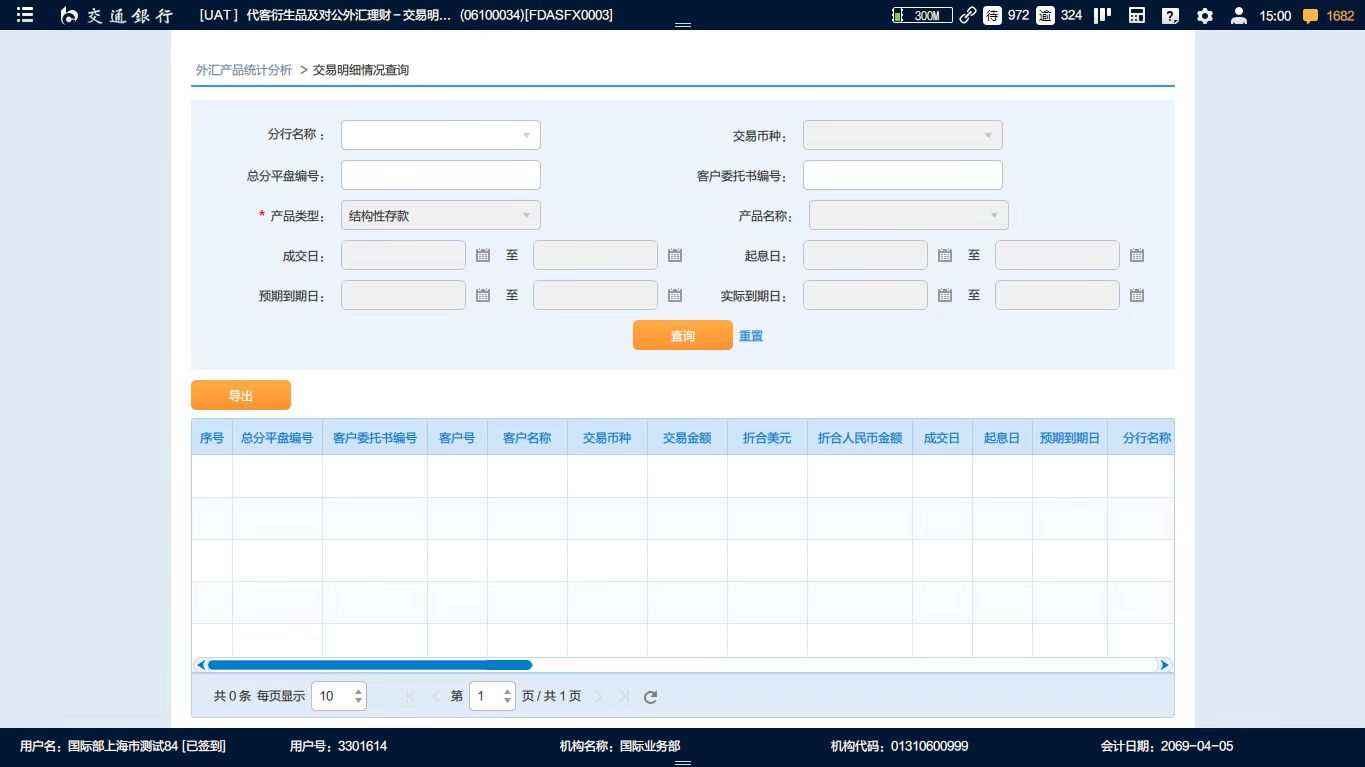 交通银行 [UAT] 代客衍生品及对公外汇理财－交易明... (06100034)[FDASFX0003] 300M 待 972 逾 324 15:00 1682
外汇产品统计分析 > 交易明细情况查询
分行名称： 交易币种：
总分平盘编号： 客户委托书编号：
* 产品类型： 结构性存款 产品名称：
成交日： 至 起息日： 至
预期到期日： 至 实际到期日： 至
查询 重置
导出
序号 总分平盘编号 客户委托书编号 客户号 客户名称 交易币种 交易金额 折合美元 折合人民币金额 成交日 起息日 预期到期日 分行名称
共 0 条 每页显示 10 第 1 页 / 共 1 页
用户名：国际部上海市测试84 [已签到] 用户号：3301614 机构名称：国际业务部 机构代码：01310600999 会计日期：2069-04-05